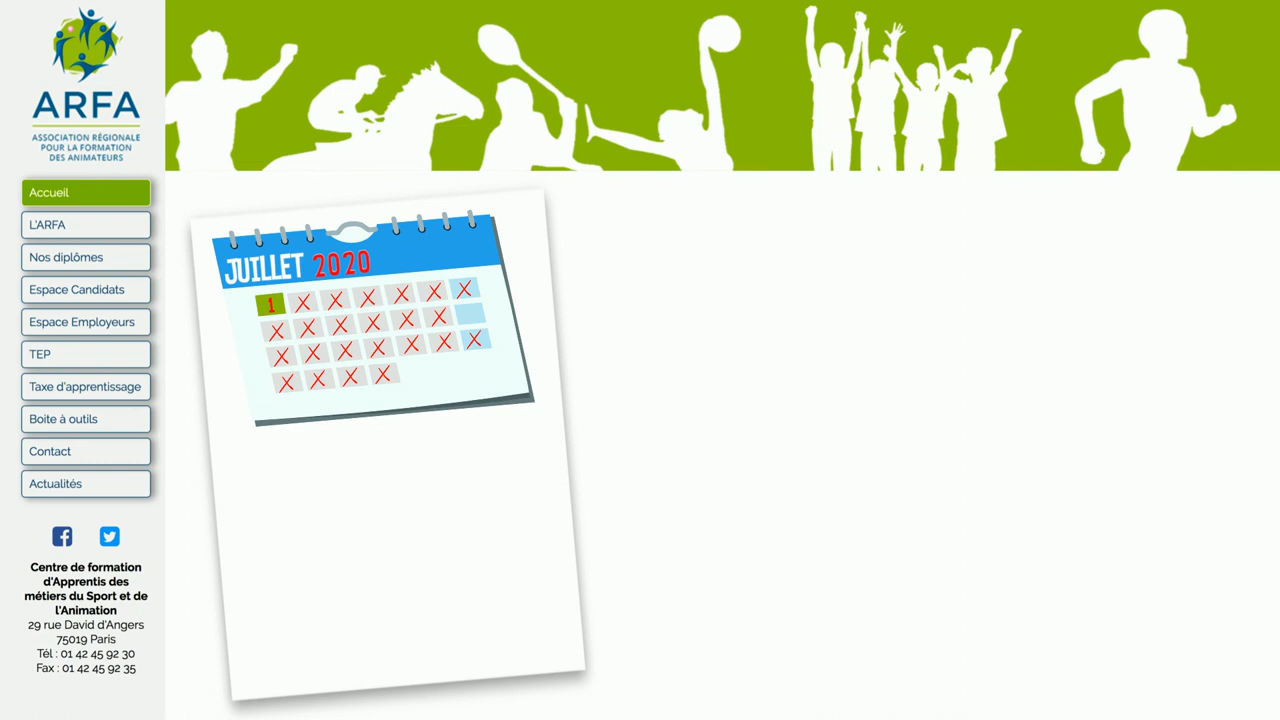 ARFA
ASSOCIATION RÉGIONALE
POUR LA FORMATION
DES ANIMATEURS
Accueil
L'ARFA
Nos diplômes
Espace Candidats
Espace Employeurs
TEP
Taxe d'apprentissage
Boite à outils
Contact
Actualités
Centre de formation
d'Apprentis des
métiers du Sport et de
l'Animation
29 rue David d'Angers
75019 Paris
Tél : 01 42 45 92 30
Fax : 01 42 45 92 35
JUILLET 2020
1